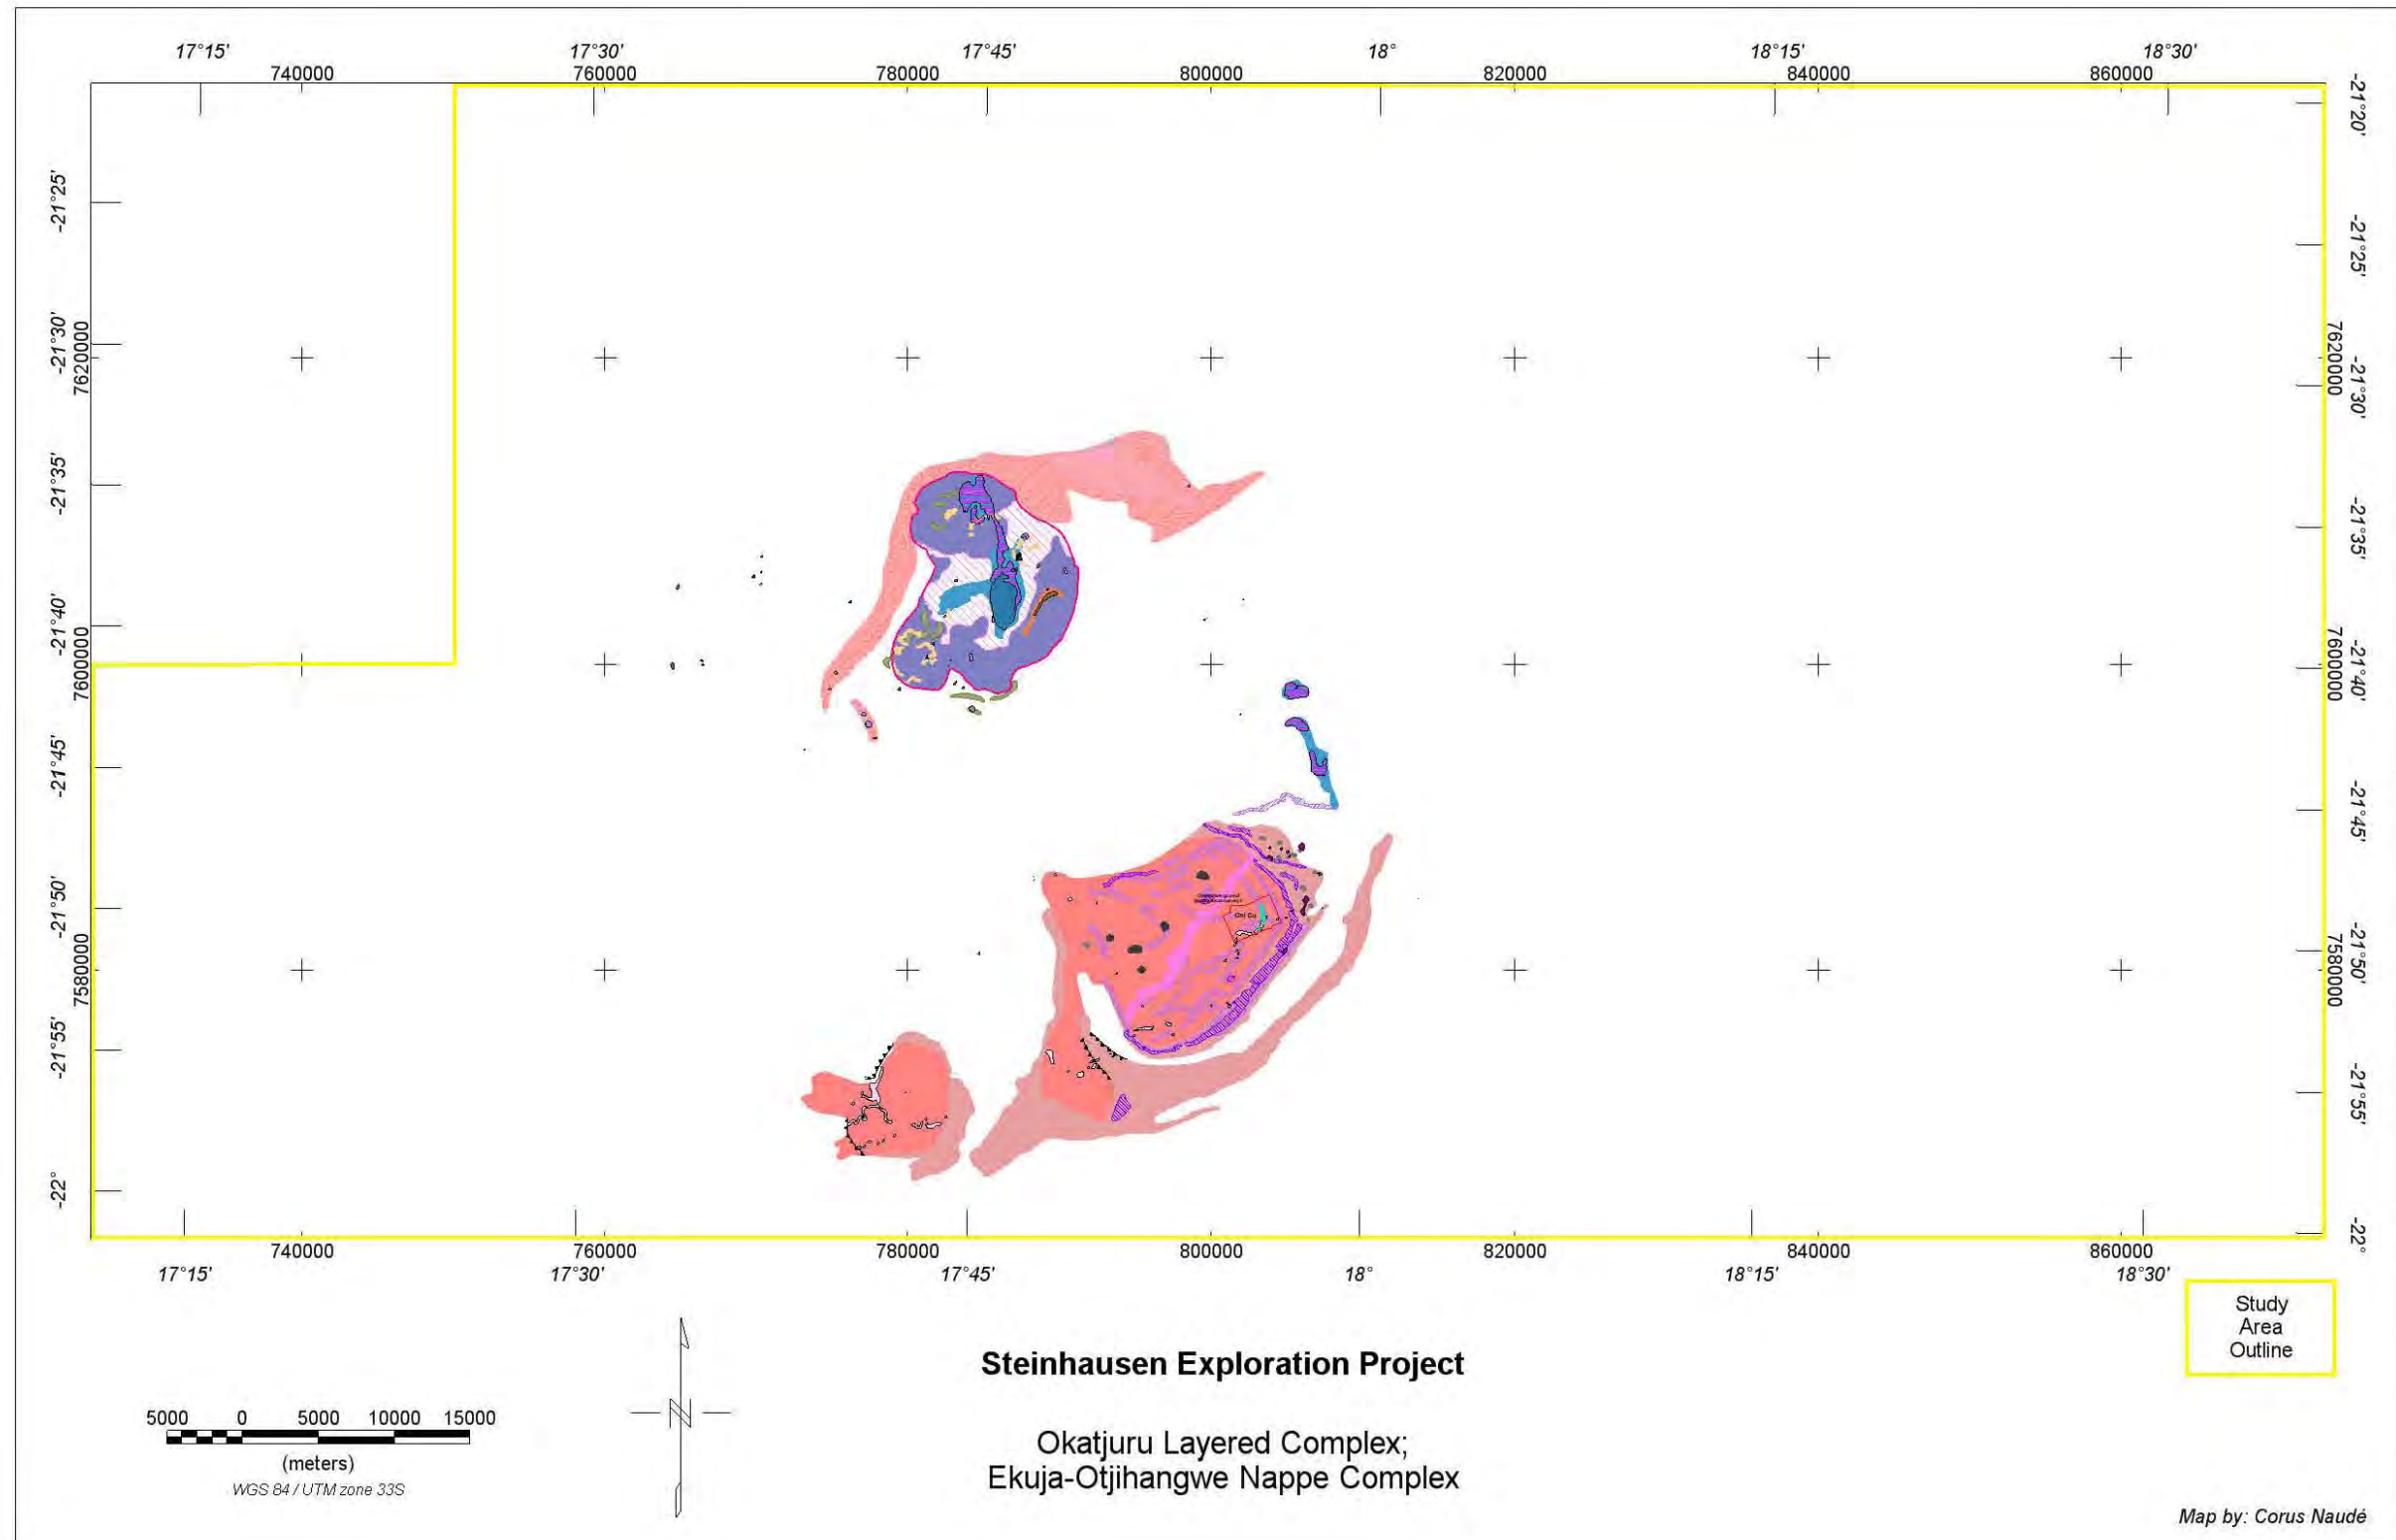 17°15' 17°30' 17°45' 18° 18°15' 18°30'
740000 760000 780000 800000 820000 840000 860000
-21°20'
-21°25'
-21°25'
-21°30'
7620000
7620000
-21°30'
-21°35'
-21°35'
-21°40'
7600000
7600000
-21°40'
-21°45'
-21°45'
-21°50'
Oni Cu
7580000
-21°50'
7580000
-21°55'
-21°55'
-22°
-22°
740000 760000 780000 800000 820000 840000 860000
17°15' 17°30' 17°45' 18° 18°15' 18°30'
Study
Area
Outline
Steinhausen Exploration Project
Okatjuru Layered Complex;
Ekuja-Otjihangwe Nappe Complex
5000 0 5000 10000 15000
(meters)
WGS 84 / UTM zone 33S
N
Map by: Corus Naudé